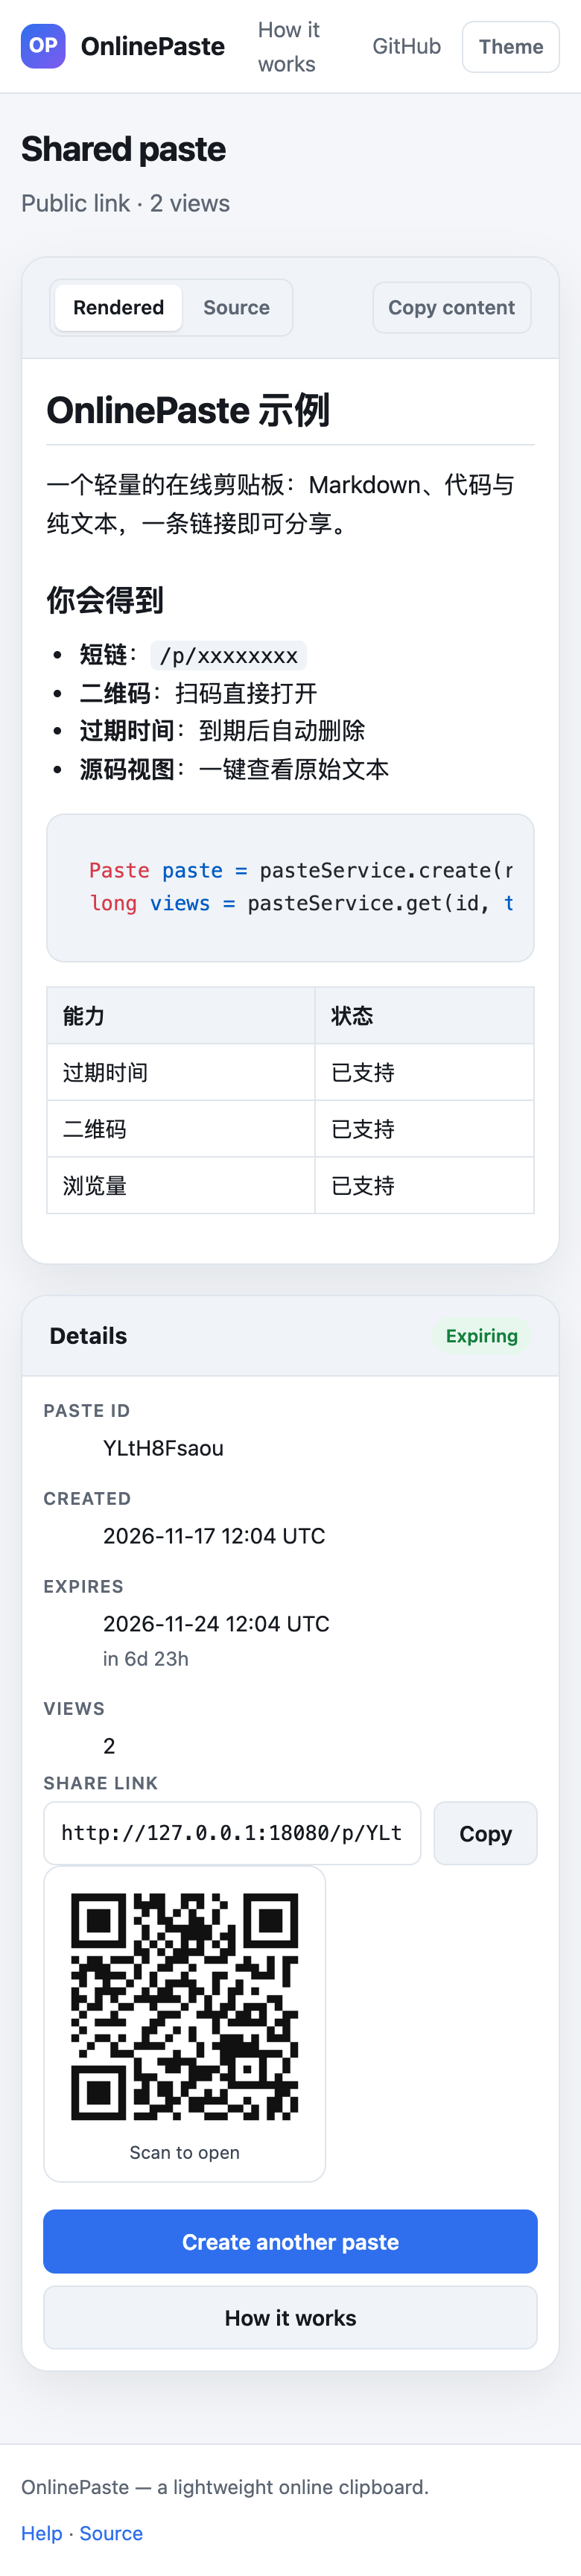 OP OnlinePaste
How it works
GitHub
Theme
Shared paste
Public link · 2 views
Rendered
Source
Copy content
OnlinePaste 示例
一个轻量的在线剪贴板：Markdown、代码与
纯文本，一条链接即可分享。
你会得到
• 短链：/p/xxxxxxxx
• 二维码：扫码直接打开
• 过期时间：到期后自动删除
• 源码视图：一键查看原始文本
Paste paste = pasteService.create(r
long views = pasteService.get(id, t
能力 状态
过期时间 已支持
二维码 已支持
浏览量 已支持
Details
Expiring
PASTE ID
YLtH8Fsaou
CREATED
2026-11-17 12:04 UTC
EXPIRES
2026-11-24 12:04 UTC
in 6d 23h
VIEWS
2
SHARE LINK
http://127.0.0.1:18080/p/YLt
Copy
Scan to open
Create another paste
How it works
OnlinePaste — a lightweight online clipboard.
Help · Source